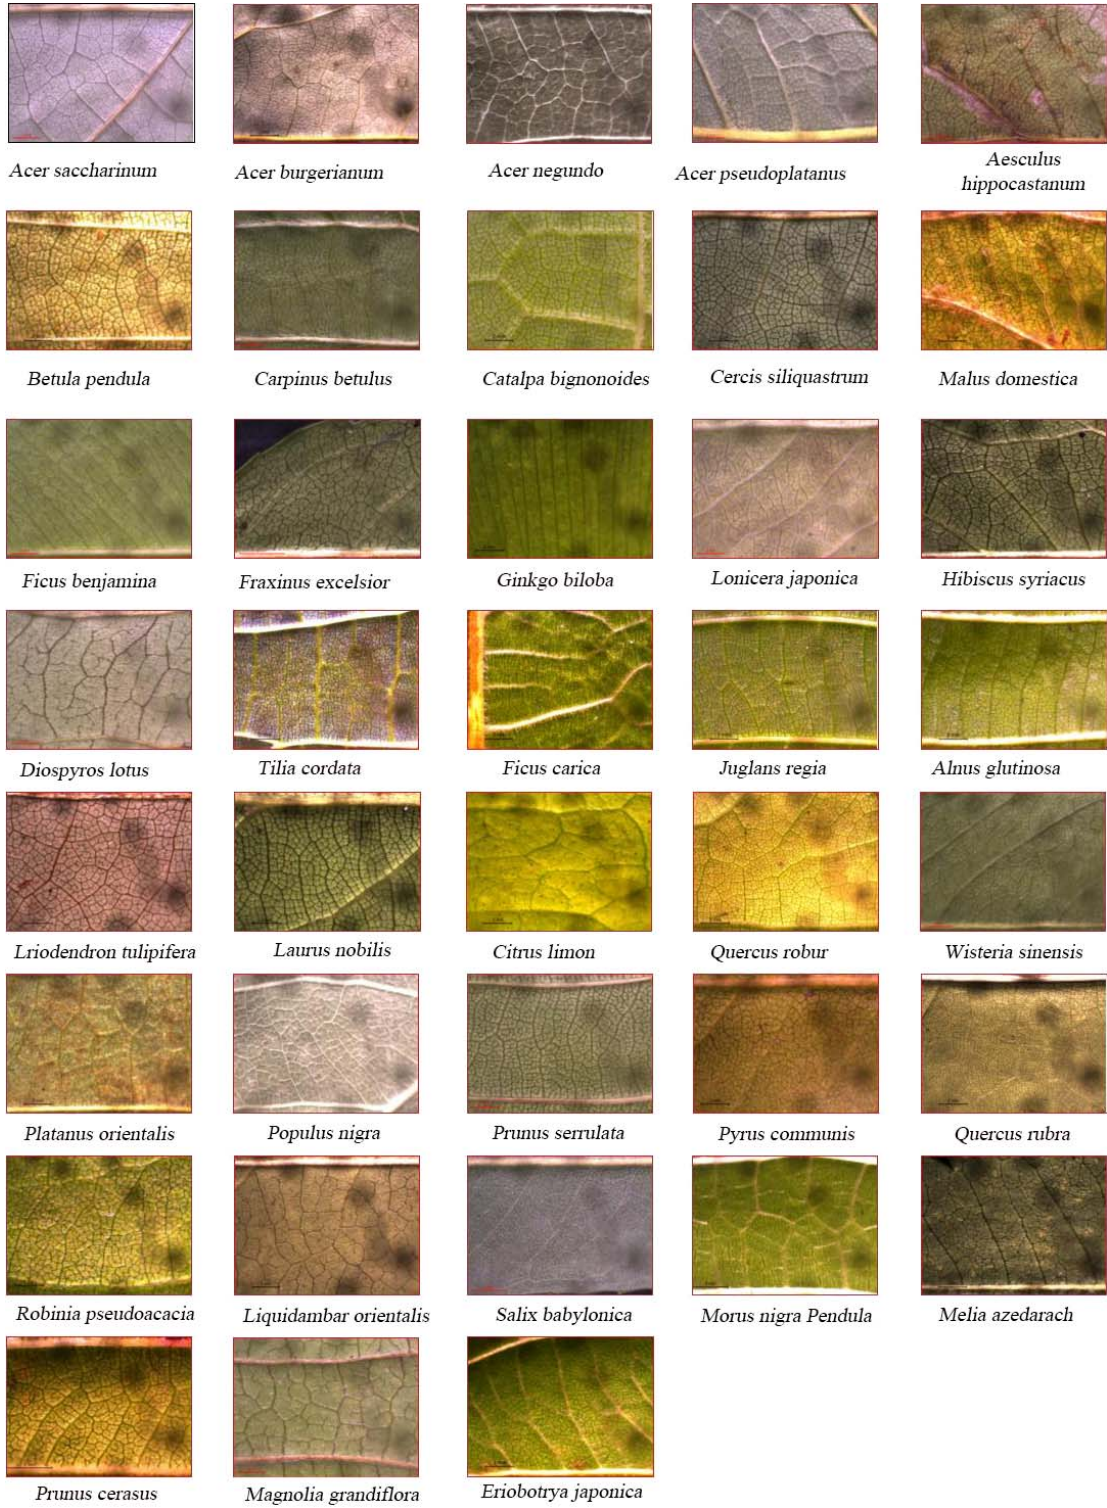 Acer saccharinum
Acer burgerianum
Acer negundo
Acer pseudoplatanus
Aesculus
hippocastanum
Betula pendula
Carpinus betulus
Catalpa bignonoides
Cercis siliquastrum
Malus domestica
Ficus benjamina
Fraxinus excelsior
Ginkgo biloba
Lonicera japonica
Hibiscus syriacus
Diospyros lotus
Tilia cordata
Ficus carica
Juglans regia
Alnus glutinosa
Lriodendron tulipifera
Laurus nobilis
Citrus limon
Quercus robur
Wisteria sinensis
Platanus orientalis
Populus nigra
Prunus serrulata
Pyrus communis
Quercus rubra
Robinia pseudoacacia
Liquidambar orientalis
Salix babylonica
Morus nigra Pendula
Melia azedarach
Prunus cerasus
Magnolia grandiflora
Eriobotrya japonica